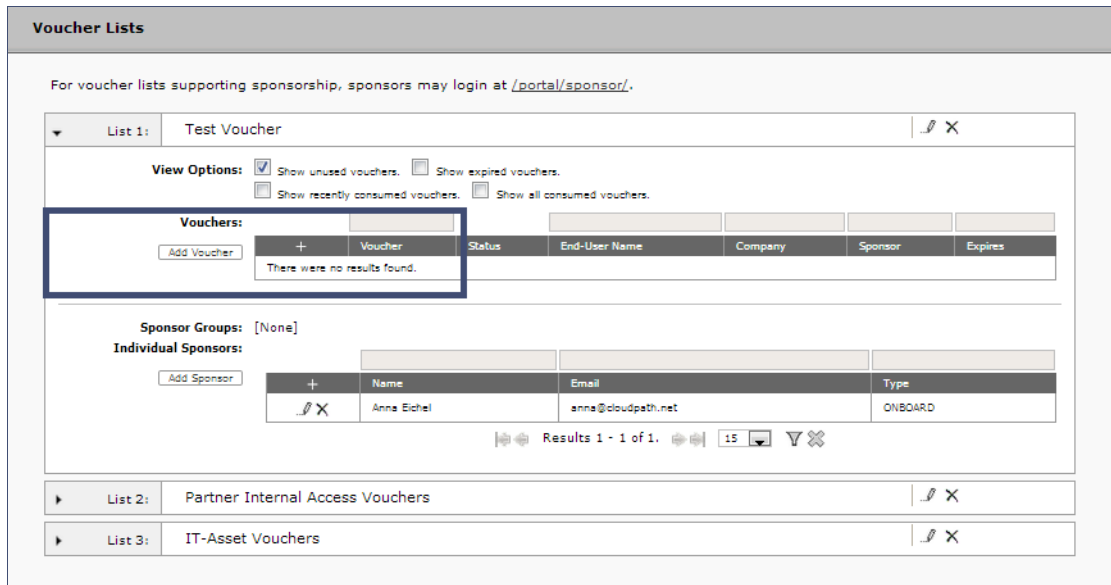 Voucher Lists
For voucher lists supporting sponsorship, sponsors may login at /portal/sponsor/.
List 1: Test Voucher
View Options: Show unused vouchers. Show expired vouchers.
Show recently consumed vouchers. Show all consumed vouchers.
Vouchers:
Add Voucher + Voucher Status End-User Name Company Sponsor Expires
There were no results found.
Sponsor Groups: [None]
Individual Sponsors:
Add Sponsor + Name Email Type
Anna Eichel anna@cloudpath.net ONBOARD
Results 1 - 1 of 1. 15
List 2: Partner Internal Access Vouchers
List 3: IT-Asset Vouchers